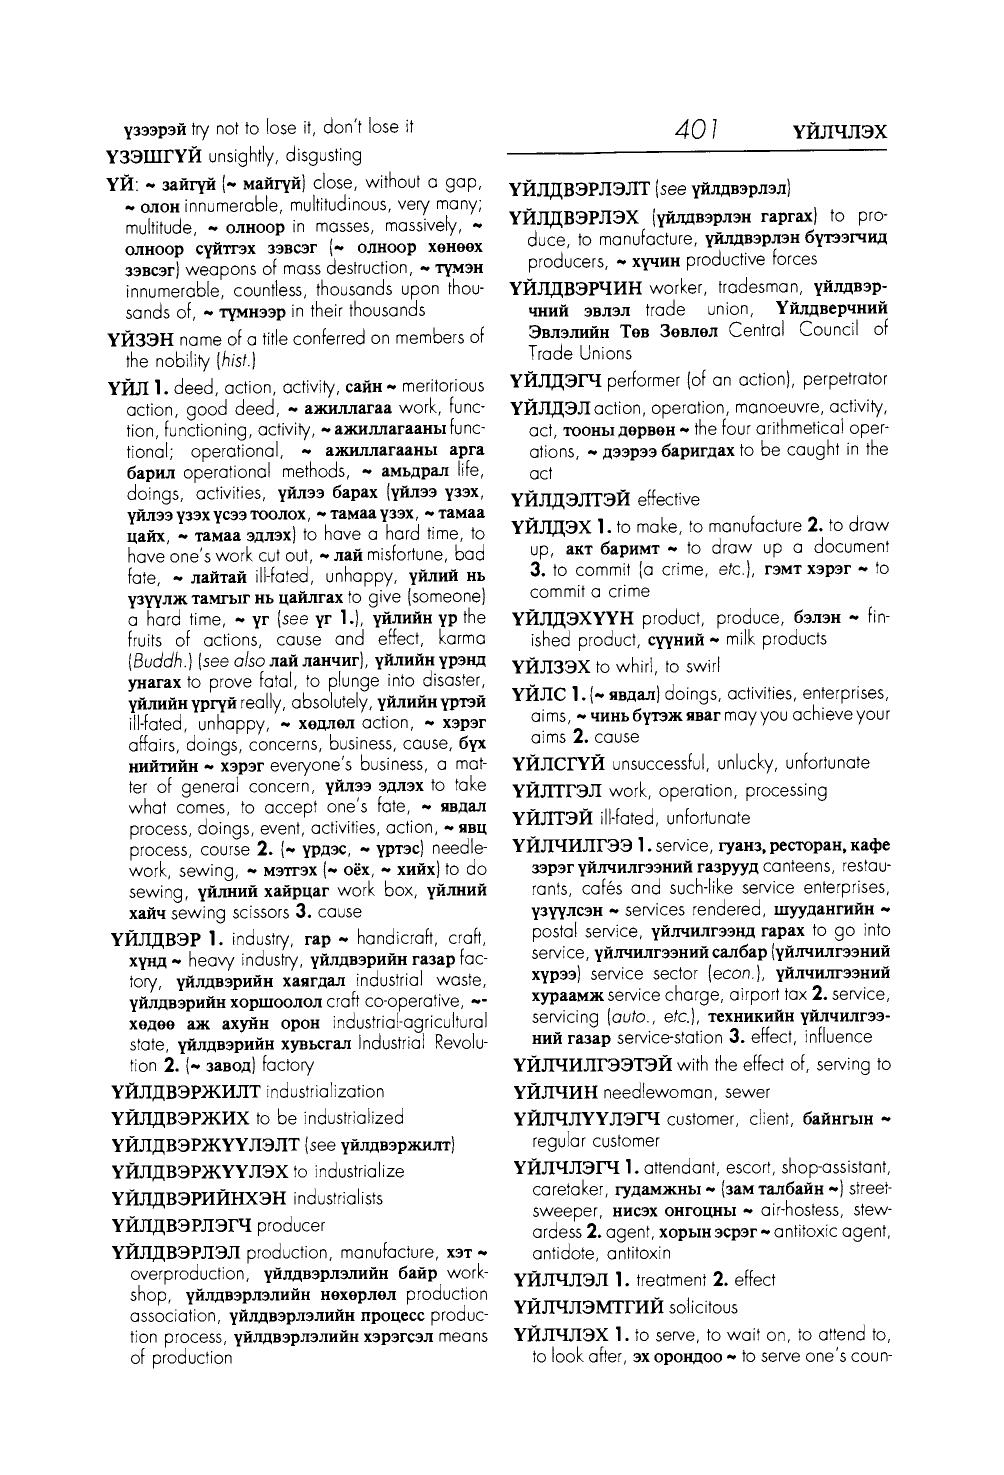 үзээрэй try not to lose it, don't lose it
ҮЗЭШГҮЙ unsightly, disgusting
ҮЙ: ~ зайгүй (~ майгүй) close, without a gap,
~ олон innumerable, multitudinous, very many;
multitude, ~ олноор in masses, massively, ~
олноор сүйтгэх зэвсэг (~ олноор хөнөөх
зэвсэг) weapons of mass destruction, ~ түмэн
innumerable, countless, thousands upon thou-
sands of, ~ түмнээр in their thousands
ҮЙЗЭН name of a title conferred on members of
the nobility (hist.)
ҮЙЛ 1. deed, action, activity, сайн ~ meritorious
action, good deed, ~ ажиллагаа work, func-
tion, functioning, activity, ~ ажиллагааны func-
tional; operational, ~ ажиллагааны арга
барил operational methods, ~ амьдрал life,
doings, activities, үйлээ барах (үйлээ үзэх,
үйлээ үзэх үсээ тоолох, ~ тамаа үзэх, ~ тамаа
цайх, ~ тамаа эдлэх) to have a hard time, to
have one's work cut out, ~ лай misfortune, bad
fate, ~ лайтай ill-fated, unhappy, үйлий нь
үзүүлж тамгыг нь цайлгах to give (someone)
a hard time, ~ үг (see үг 1.), үйлийн үр the
fruits of actions, cause and effect, karma
(Buddh.) (see also лай ланчиг), үйлийн үрэнд
унагах to prove fatal, to plunge into disaster,
үйлийн үргүй really, absolutely, үйлийн үртэй
ill-fated, unhappy, ~ хөдлөл action, ~ хэрэг
affairs, doings, concerns, business, cause, бүх
нийтийн ~ хэрэг everyone's business, a mat-
ter of general concern, үйлээ эдлэх to take
what comes, to accept one's fate, ~ явдал
process, doings, event, activities, action, ~ явц
process, course 2. (~ үрдэс, ~ үртэс) needle-
work, sewing, ~ мэтгэх (~ оёх, ~ хийх) to do
sewing, үйлний хайрцаг work box, үйлний
хайч sewing scissors 3. cause
ҮЙЛДВЭР 1. industry, гар ~ handicraft, craft,
хүнд ~ heavy industry, үйлдвэрийн газар fac-
tory, үйлдвэрийн хаягдал industrial waste,
үйлдвэрийн хоршоолол craft co-operative, ~-
хөдөө аж ахуйн орон industrial-agricultural
state, үйлдвэрийн хувьсгал Industrial Revolu-
tion 2. (~ завод) factory
ҮЙЛДВЭРЖИЛТ industrialization
ҮЙЛДВЭРЖИХ to be industrialized
ҮЙЛДВЭРЖҮҮЛЭЛТ (see үйлдвэржилт)
ҮЙЛДВЭРЖҮҮЛЭХ to industrialize
ҮЙЛДВЭРИЙНХЭН industrialists
ҮЙЛДВЭРЛЭГЧ producer
ҮЙЛДВЭРЛЭЛ production, manufacture, хэт ~
overproduction, үйлдвэрлэлийн байр work-
shop, үйлдвэрлэлийн нөхөрлөл production
association, үйлдвэрлэлийн процесс produc-
tion process, үйлдвэрлэлийн хэрэгсэл means
of production
401 ҮЙЛЧЛЭХ
ҮЙЛДВЭРЛЭЛТ (see үйлдвэрлэл)
ҮЙЛДВЭРЛЭХ (үйлдвэрлэн гаргах) to pro-
duce, to manufacture, үйлдвэрлэн бүтээгчид
producers, ~ хүчин productive forces
ҮЙЛДВЭРЧИН worker, tradesman, үйлдвэр-
чний эвлэл trade union, Үйлдверчний
Эвлэлийн Төв Зөвлөл Central Council of
Trade Unions
ҮЙЛДЭГЧ performer (of an action), perpetrator
ҮЙЛДЭЛ action, operation, manoeuvre, activity,
act, тооны дөрвөн ~ the four arithmetical oper-
ations, ~ дээрээ баригдах to be caught in the
act
ҮЙЛДЭЛТЭЙ effective
ҮЙЛДЭХ 1. to make, to manufacture 2. to draw
up, акт баримт ~ to draw up a document
3. to commit (a crime, etc.), гэмт хэрэг ~ to
commit a crime
ҮЙЛДЭХҮҮН product, produce, бэлэн ~ fin-
ished product, сүүний ~ milk products
ҮЙЛЗЭХ to whirl, to swirl
ҮЙЛС 1. (~ явдал) doings, activities, enterprises,
aims, ~ чинь бүтэж яваг may you achieve your
aims 2. cause
ҮЙЛСГҮЙ unsuccessful, unlucky, unfortunate
ҮЙЛТГЭЛ work, operation, processing
ҮЙЛТЭЙ ill-fated, unfortunate
ҮЙЛЧИЛГЭЭ 1. service, гуанз, ресторан, кафе
зэрэг үйлчилгээний газрууд canteens, restau-
rants, cafés and such-like service enterprises,
үзүүлсэн ~ services rendered, шуудангийн ~
postal service, үйлчилгээнд гарах to go into
service, үйлчилгээний салбар (үйлчилгээний
хүрээ) service sector (econ.), үйлчилгээний
хураамж service charge, airport tax 2. service,
servicing (auto., etc.), техникийн үйлчилгээ-
ний газар service-station 3. effect, influence
ҮЙЛЧИЛГЭЭТЭЙ with the effect of, serving to
ҮЙЛЧИН needlewoman, sewer
ҮЙЛЧЛҮҮЛЭГЧ customer, client, байнгын ~
regular customer
ҮЙЛЧЛЭГЧ 1. attendant, escort, shop-assistant,
caretaker, гудамжны ~ (зам талбайн ~) street-
sweeper, нисэх онгоцны ~ air-hostess, stew-
ardess 2. agent, хорын эсрэг ~ antitoxic agent,
antidote, antitoxin
ҮЙЛЧЛЭЛ 1. treatment 2. effect
ҮЙЛЧЛЭМТГИЙ solicitous
ҮЙЛЧЛЭХ 1. to serve, to wait on, to attend to,
to look after, эх орондоо ~ to serve one's coun-